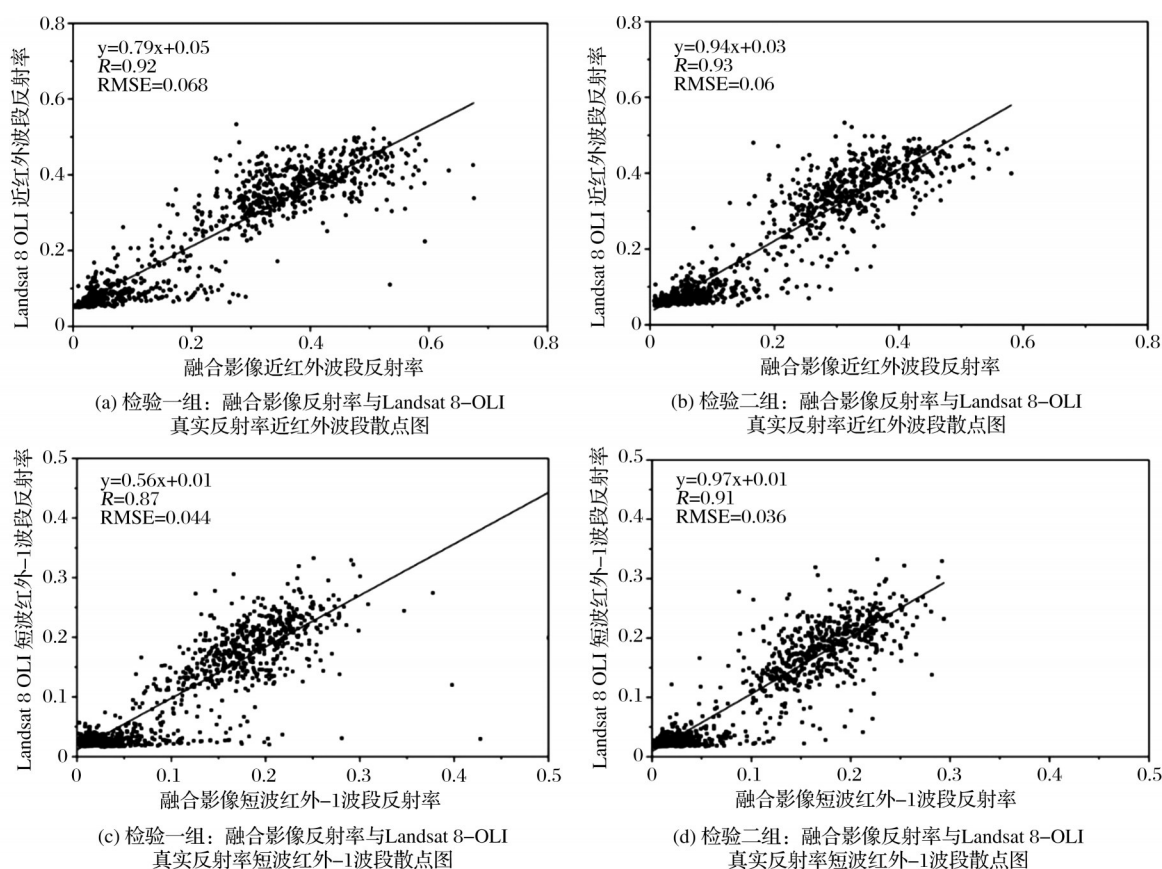 0.8
0.6
0.4
0.2
0
Landsat 8 OLI 近红外波段反射率
y=0.79x+0.05
R=0.92
RMSE=0.068
0 0.2 0.4 0.6 0.8
融合影像近红外波段反射率
(a) 检验一组：融合影像反射率与Landsat 8-OLI
真实反射率近红外波段散点图
0.8
0.6
0.4
0.2
0
Landsat 8 OLI 近红外波段反射率
y=0.94x+0.03
R=0.93
RMSE=0.06
0 0.2 0.4 0.6 0.8
融合影像近红外波段反射率
(b) 检验二组：融合影像反射率与Landsat 8-OLI
真实反射率近红外波段散点图
0.5
0.4
0.3
0.2
0.1
0
Landsat 8 OLI 短波红外-1波段反射率
y=0.56x+0.01
R=0.87
RMSE=0.044
0 0.1 0.2 0.3 0.4 0.5
融合影像短波红外-1波段反射率
(c) 检验一组：融合影像反射率与Landsat 8-OLI
真实反射率短波红外-1波段散点图
0.5
0.4
0.3
0.2
0.1
0
Landsat 8 OLI 短波红外-1波段反射率
y=0.97x+0.01
R=0.91
RMSE=0.036
0 0.1 0.2 0.3 0.4 0.5
融合影像短波红外-1波段反射率
(d) 检验二组：融合影像反射率与Landsat 8-OLI
真实反射率短波红外-1波段散点图